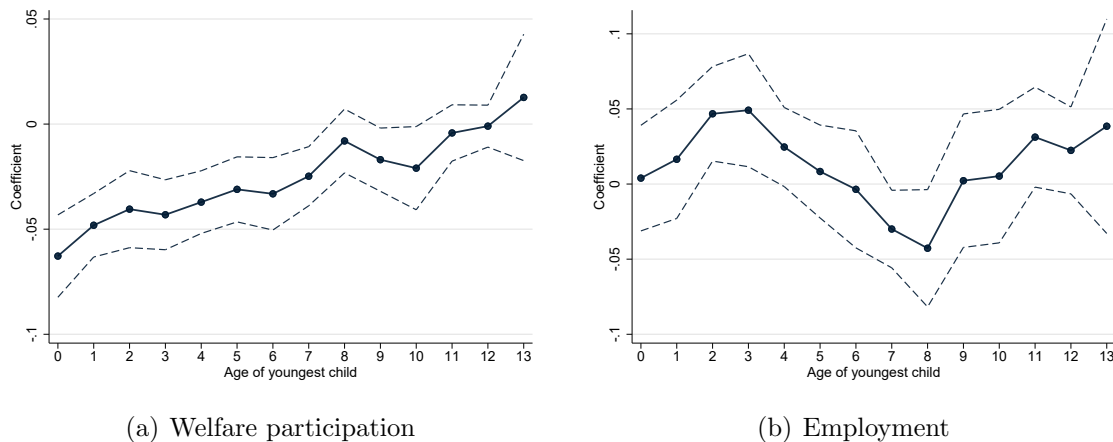 .05
0
-.05
-.1
Coefficient
0 1 2 3 4 5 6 7 8 9 10 11 12 13
Age of youngest child
(a) Welfare participation
.1
.05
0
-.05
-.1
Coefficient
0 1 2 3 4 5 6 7 8 9 10 11 12 13
Age of youngest child
(b) Employment